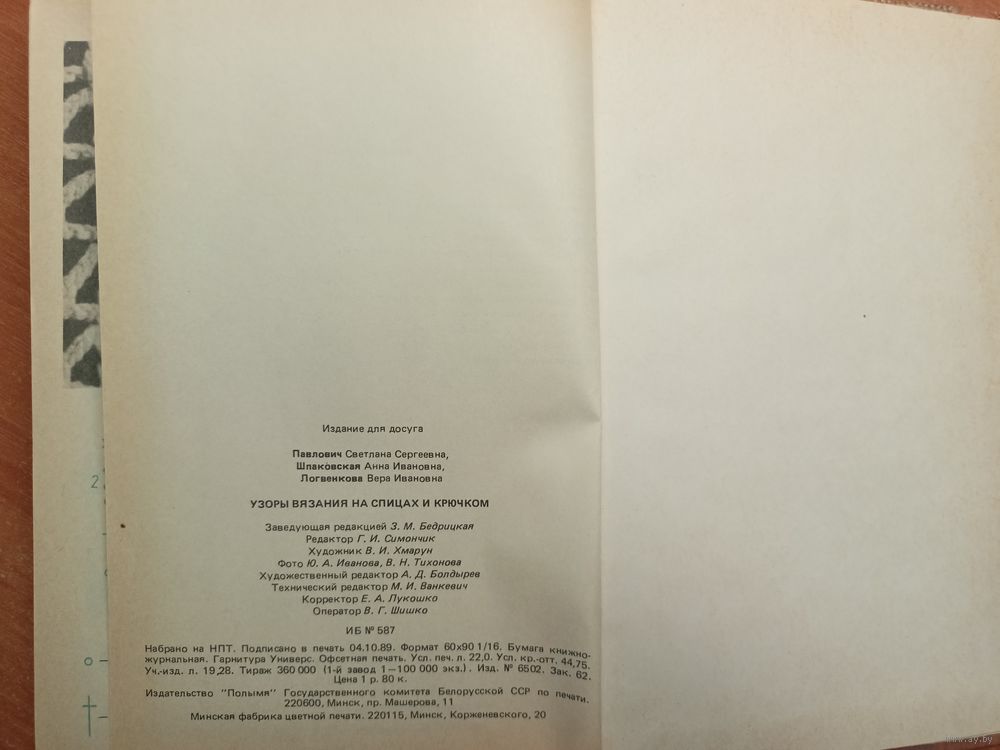 Издание для досуга
Павлович Светлана Сергеевна,
Шпаковская Анна Ивановна,
Логвенкова Вера Ивановна
УЗОРЫ ВЯЗАНИЯ НА СПИЦАХ И КРЮЧКОМ
Заведующая редакцией З. М. Бедрицкая
Редактор Г. И. Симончик
Художник В. И. Хмарун
Фото Ю. А. Иванова, В. Н. Тихонова
Художественный редактор А. Д. Болдырев
Технический редактор М. И. Ванкевич
Корректор Е. А. Лукошко
Оператор В. Г. Шишко
ИБ № 587
Набрано на НПТ. Подписано в печать 04.10.89. Формат 60х90 1/16. Бумага книжно-
журнальная. Гарнитура Универс. Офсетная печать. Усл. печ. л. 22,0. Усл. кр.-отт. 44,75.
Уч.-изд. л. 19,28. Тираж 360 000 (1-й завод 1—100 000 экз.). Изд. № 6502. Зак. 62.
Цена 1 р. 80 к.
Издательство "Полымя" Государственного комитета Белорусской ССР по печати.
220600, Минск, пр. Машерова, 11
Минская фабрика цветной печати. 220115, Минск, Корженевского, 20
2
www.ay.by